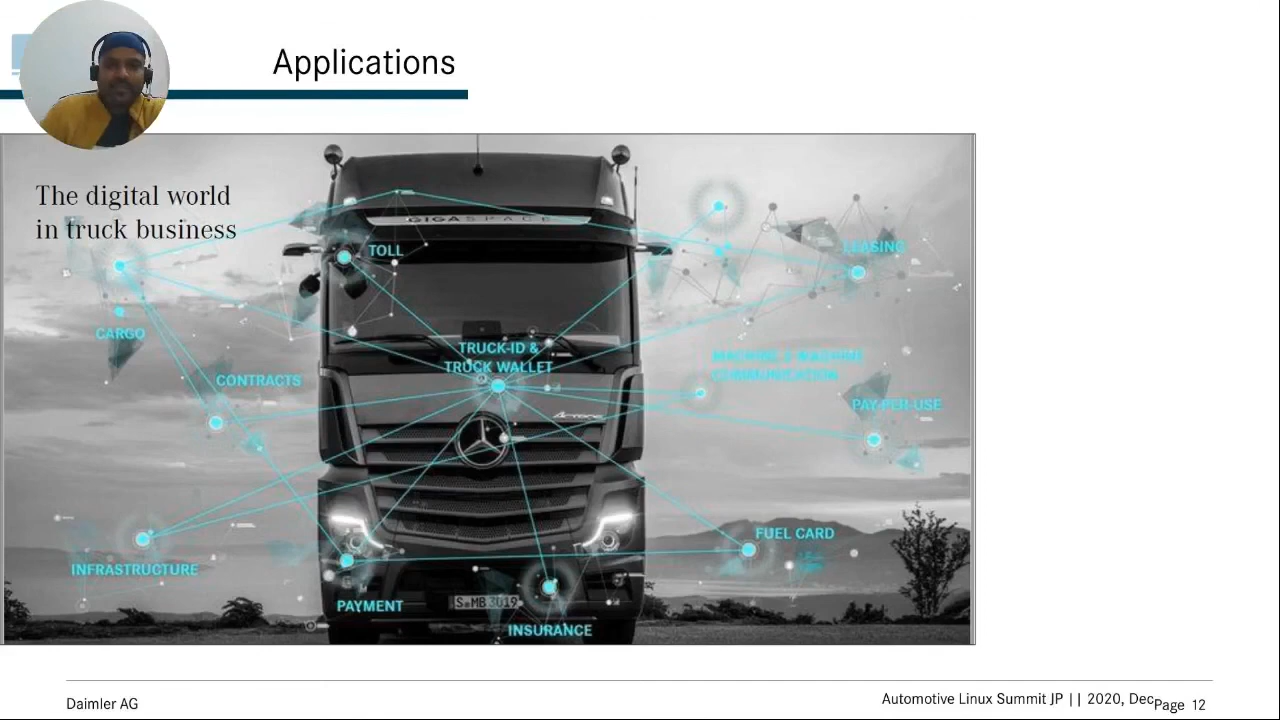 Applications
The digital world
in truck business
GIGASPACE
TOLL
LEASING
CARGO
TRUCK-ID &
TRUCK WALLET
MACHINE 2 MACHINE
COMMUNICATION
CONTRACTS
PAY-PER-USE
Actros
FUEL CARD
INFRASTRUCTURE
PAYMENT
S MB 3019
INSURANCE
Daimler AG
Automotive Linux Summit JP || 2020, Dec
Page 12